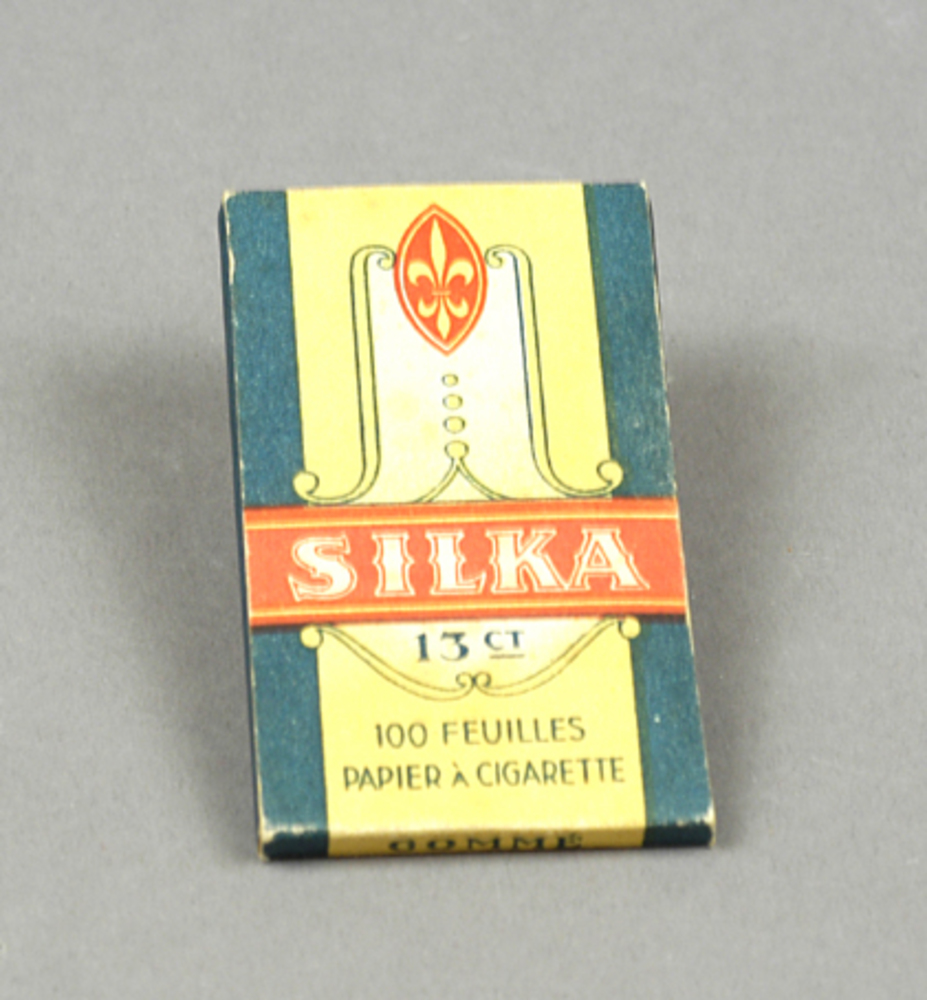 SILKA
13 CT
100 FEUILLES
PAPIER À CIGARETTE
GOMMÉ